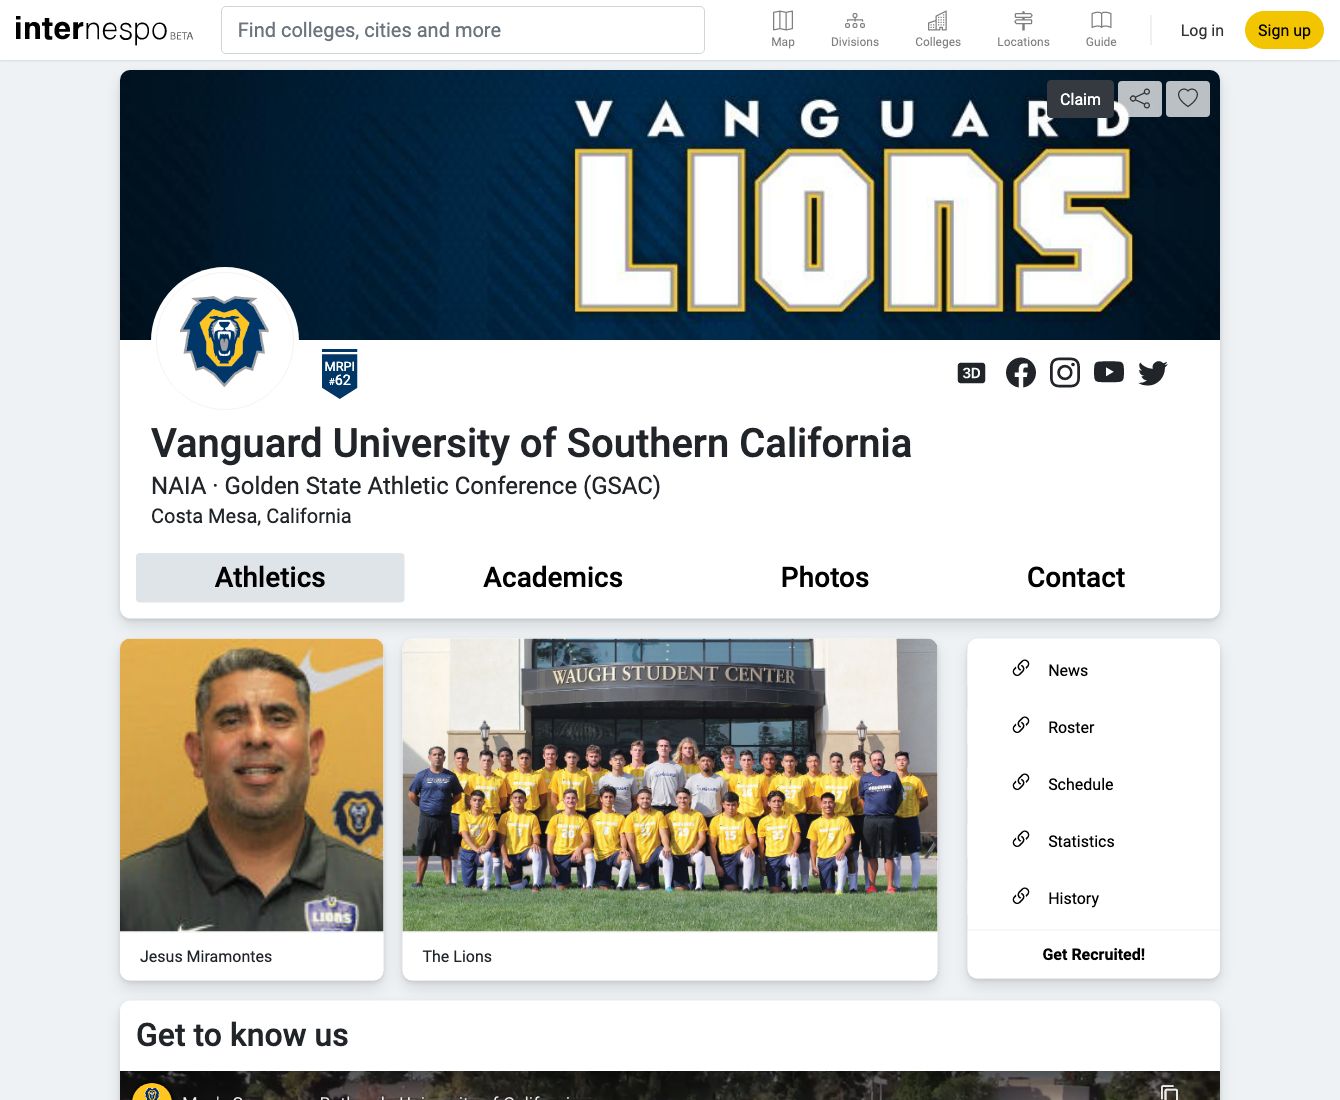 internespo BETA
Find colleges, cities and more
Map
Divisions
Colleges
Locations
Guide
Log in
Sign up
Claim
VANGUARD
LIONS
MRPI
#62
3D
Vanguard University of Southern California
NAIA · Golden State Athletic Conference (GSAC)
Costa Mesa, California
Athletics
Academics
Photos
Contact
LIONS
Jesus Miramontes
WAUGH STUDENT CENTER
The Lions
News
Roster
Schedule
Statistics
History
Get Recruited!
Get to know us